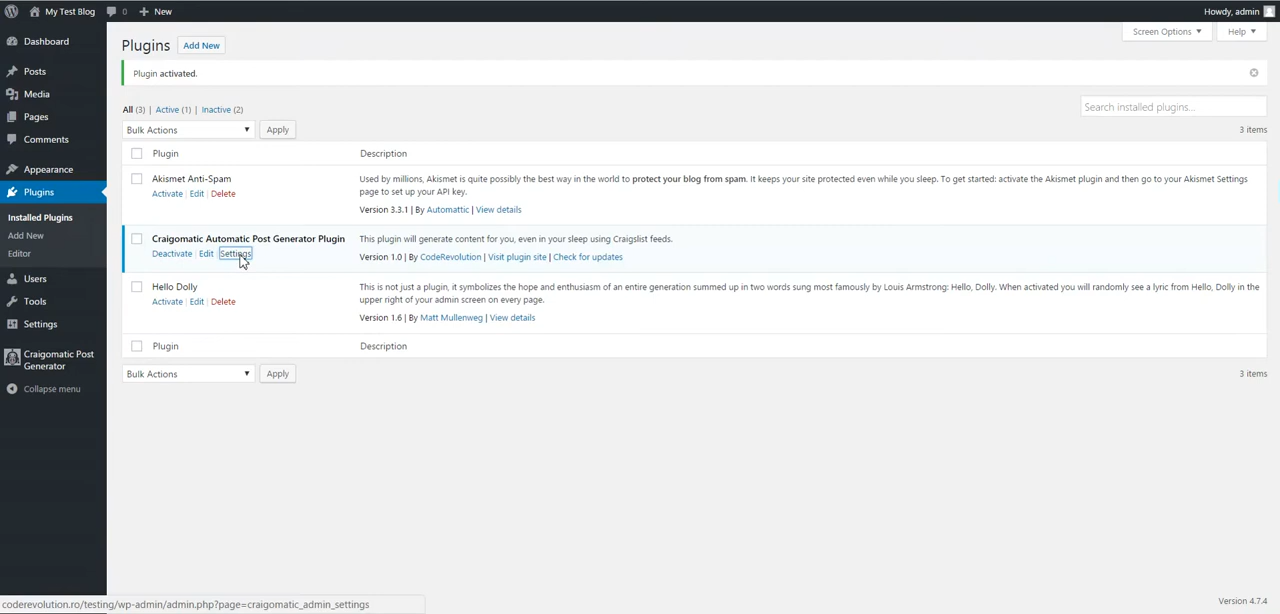 My Test Blog 0 New Howdy, admin
Dashboard
Posts
Media
Pages
Comments
Appearance
Plugins
Installed Plugins
Add New
Editor
Users
Tools
Settings
Craigomatic Post
Generator
Collapse menu
Screen Options Help
Plugins Add New
Plugin activated.
All (3) | Active (1) | Inactive (2)
Search installed plugins...
Bulk Actions Apply 3 items
Plugin Description
Akismet Anti-Spam
Activate | Edit | Delete
Used by millions, Akismet is quite possibly the best way in the world to protect your blog from spam. It keeps your site protected even while you sleep. To get started: activate the Akismet plugin and then go to your Akismet Settings
page to set up your API key.
Version 3.3.1 | By Automattic | View details
Craigomatic Automatic Post Generator Plugin
Deactivate | Edit | Settings
This plugin will generate content for you, even in your sleep using Craigslist feeds.
Version 1.0 | By CodeRevolution | Visit plugin site | Check for updates
Hello Dolly
Activate | Edit | Delete
This is not just a plugin, it symbolizes the hope and enthusiasm of an entire generation summed up in two words sung most famously by Louis Armstrong: Hello, Dolly. When activated you will randomly see a lyric from Hello, Dolly in the
upper right of your admin screen on every page.
Version 1.6 | By Matt Mullenweg | View details
Plugin Description
Bulk Actions Apply 3 items
coderevolution.ro/testing/wp-admin/admin.php?page=craigomatic_admin_settings
Version 4.7.4